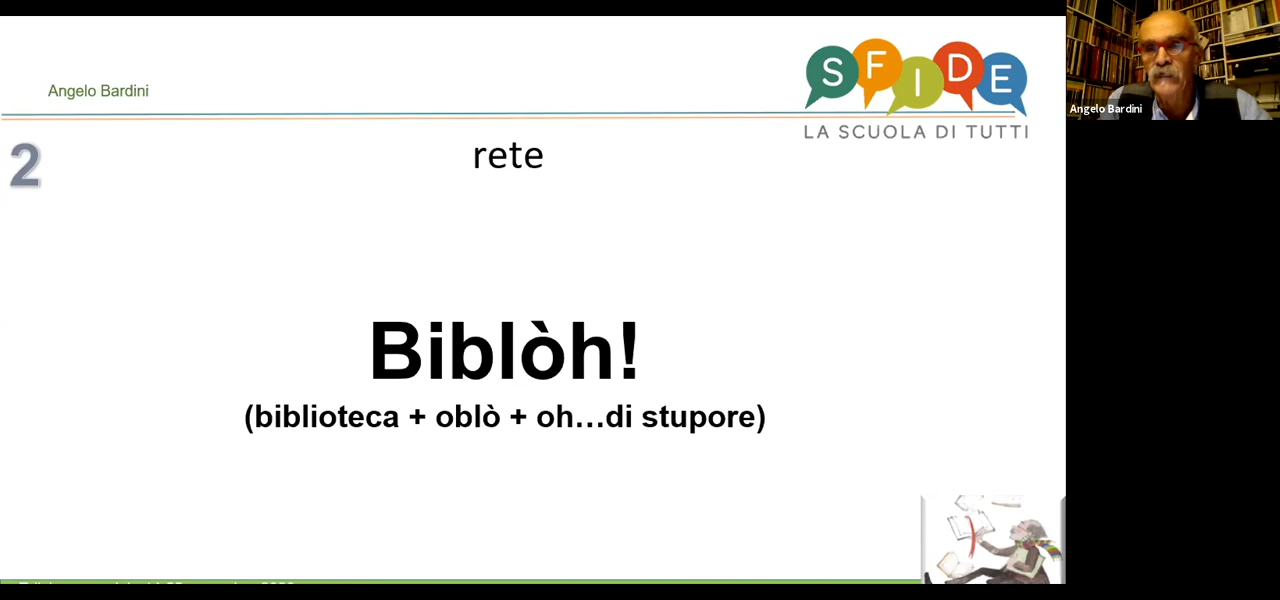 Angelo Bardini
SFIDE
LA SCUOLA DI TUTTI
Angelo Bardini
2
rete
Biblòh!
(biblioteca + oblò + oh…di stupore)